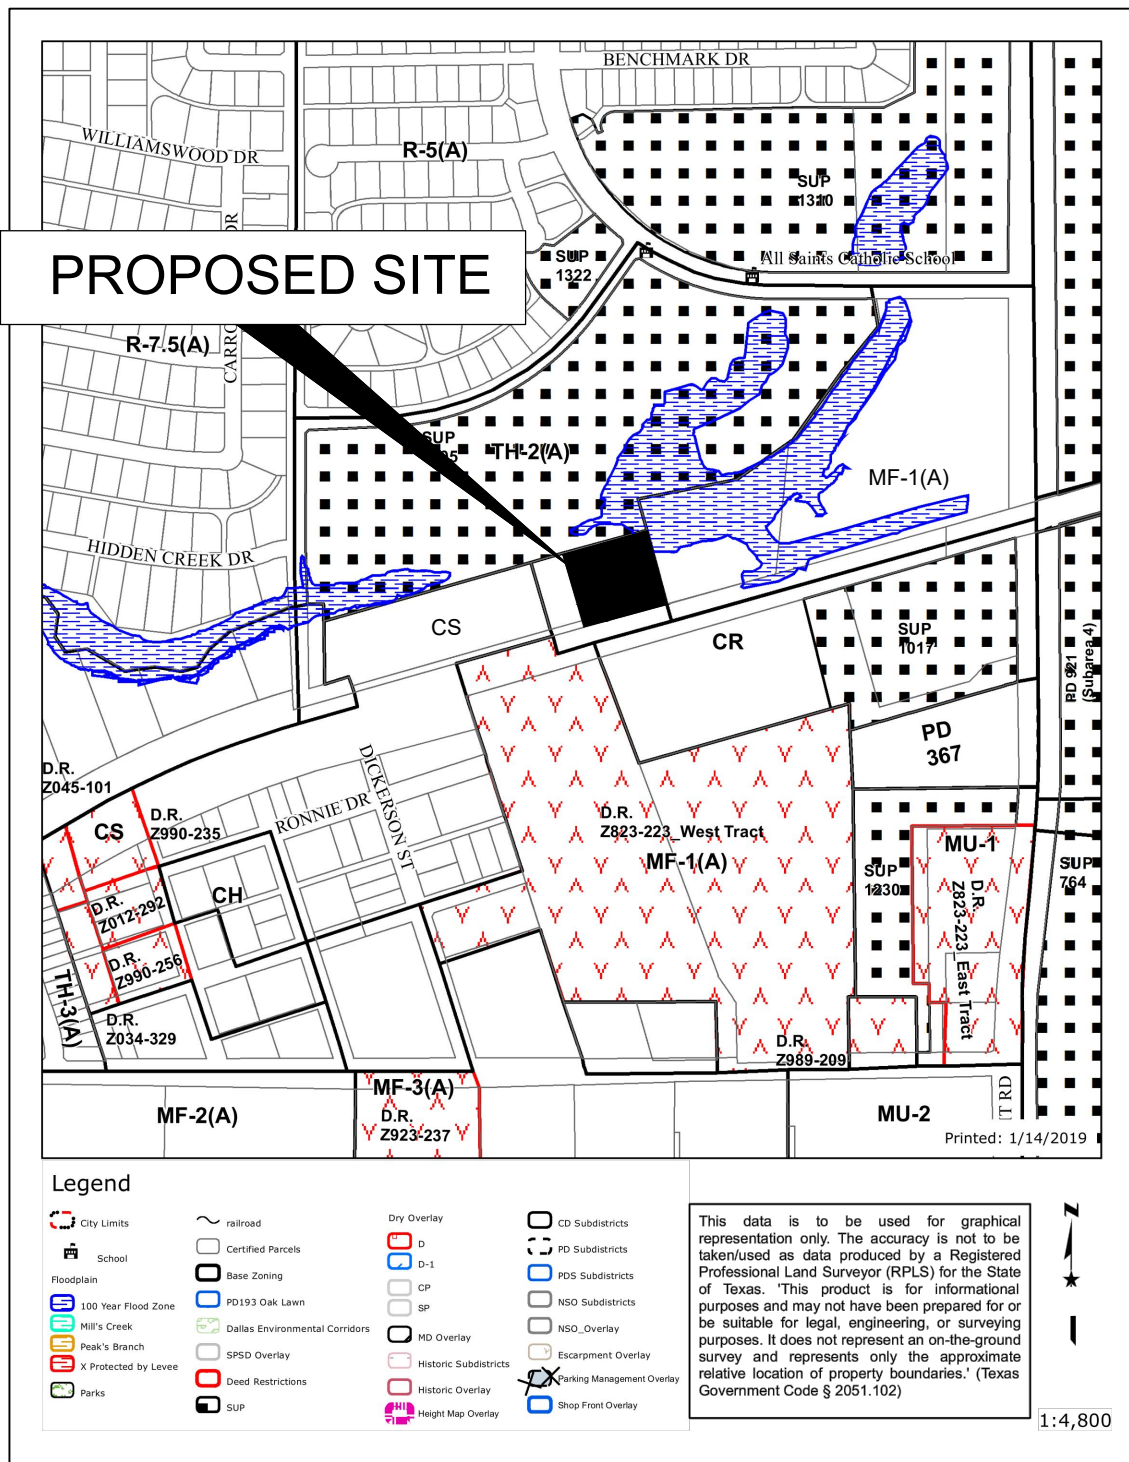 BENCHMARK DR
WILLIAMSWOOD DR
R-5(A)
SUP
1310
DR
SUP
1322
All Saints Catholic School
PROPOSED SITE
R-7.5(A)
SUP
TH-2(A)
MF-1(A)
HIDDEN CREEK DR
CS
CR
SUP
1017
PD 921
(Subarea 4)
PD
367
D.R.
Z045-101
DICKERSON ST
RONNIE DR
CS
D.R.
Z990-235
D.R.
Z823-223_West Tract
MF-1(A)
MU-1
SUP
1230
SUP
764
CH
D.R.
Z012-292
D.R.
Z823-223_East Tract
D.R.
Z990-256
TH-3(A)
D.R.
Z034-329
D.R.
Z989-209
MF-3(A)
MF-2(A)
D.R.
Z923-237
MU-2
RD
Printed: 1/14/2019
Legend
City Limits
School
Floodplain
100 Year Flood Zone
Mill's Creek
Peak's Branch
X Protected by Levee
Parks
railroad
Certified Parcels
Base Zoning
PD193 Oak Lawn
Dallas Environmental Corridors
SPSD Overlay
Deed Restrictions
SUP
Dry Overlay
D
D-1
CP
SP
MD Overlay
Historic Subdistricts
Historic Overlay
Height Map Overlay
CD Subdistricts
PD Subdistricts
PDS Subdistricts
NSO Subdistricts
NSO_Overlay
Escarpment Overlay
Parking Management Overlay
Shop Front Overlay
This data is to be used for graphical
representation only. The accuracy is not to be
taken/used as data produced by a Registered
Professional Land Surveyor (RPLS) for the State
of Texas. 'This product is for informational
purposes and may not have been prepared for or
be suitable for legal, engineering, or surveying
purposes. It does not represent an on-the-ground
survey and represents only the approximate
relative location of property boundaries.' (Texas
Government Code § 2051.102)
N
1:4,800